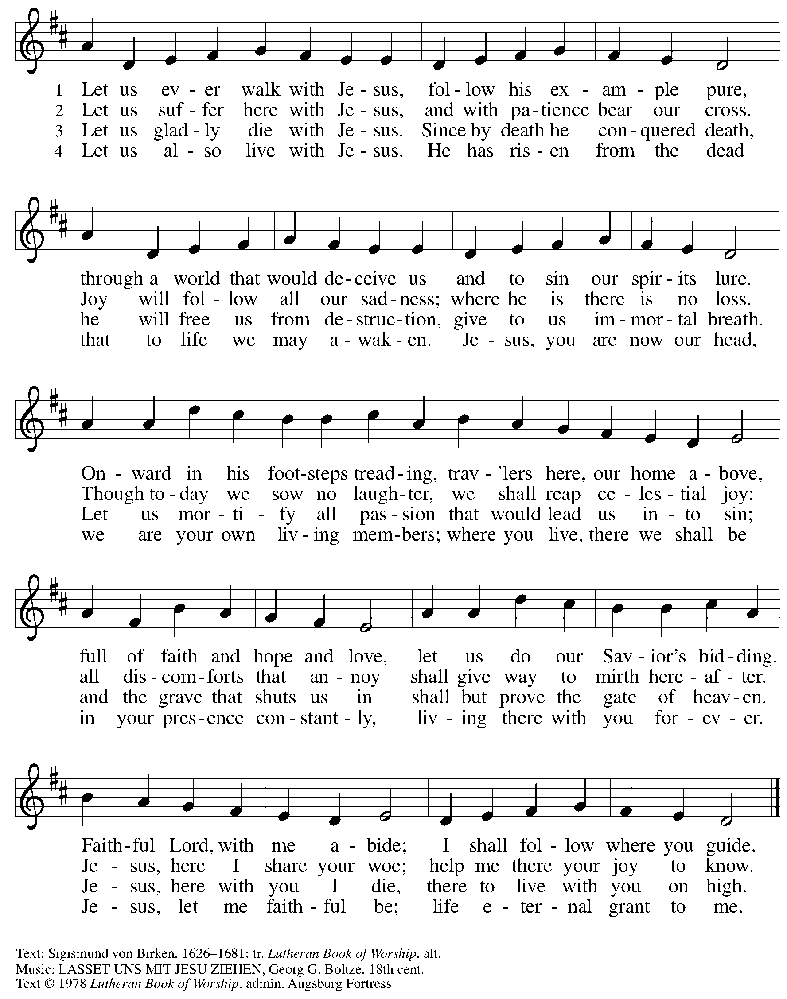 1 Let us ev - er walk with Je - sus, fol - low his ex - am - ple pure,
2 Let us suf - fer here with Je - sus, and with pa - tience bear our cross.
3 Let us glad - ly die with Je - sus. Since by death he con - quered death,
4 Let us al - so live with Je - sus. He has ris - en from the dead
through a world that would de - ceive us and to sin our spir - its lure.
Joy will fol - low all our sad - ness; where he is there is no loss.
he will free us from de - struc - tion, give to us im - mor - tal breath.
that to life we may a - wak - en. Je - sus, you are now our head,
On - ward in his foot - steps tread - ing, trav - 'lers here, our home a - bove,
Though to - day we sow no laugh - ter, we shall reap ce - les - tial joy:
Let us mor - ti - fy all pas - sion that would lead us in - to sin;
we are your own liv - ing mem - bers; where you live, there we shall be
full of faith and hope and love, let us do our Sav - ior's bid - ding.
all dis - com - forts that an - noy shall give way to mirth here - af - ter.
and the grave that shuts us in shall but prove the gate of heav - en.
in your pres - ence con - stant - ly, liv - ing there with you for - ev - er.
Faith - ful Lord, with me a - bide; I shall fol - low where you guide.
Je - sus, here I share your woe; help me there your joy to know.
Je - sus, here with you I die, there to live with you on high.
Je - sus, let me faith - ful be; life e - ter - nal grant to me.
Text: Sigismund von Birken, 1626–1681; tr. Lutheran Book of Worship, alt.
Music: LASSET UNS MIT JESU ZIEHEN, Georg G. Boltze, 18th cent.
Text © 1978 Lutheran Book of Worship, admin. Augsburg Fortress